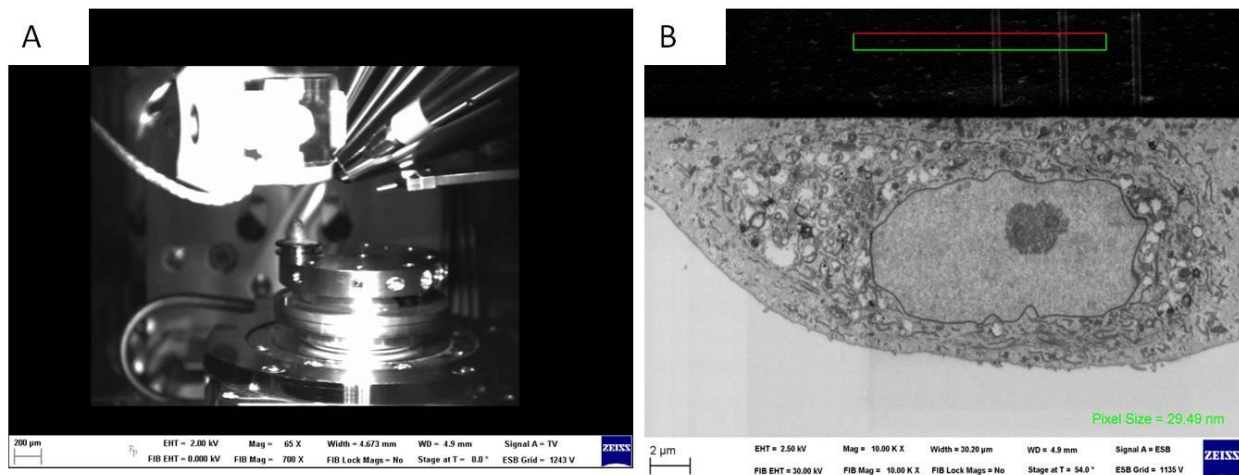 A
200 µm
EHT = 2.00 kV
Mag = 65 X
Width = 4.673 mm
WD = 4.9 mm
Signal A = TV
FIB EHT = 0.000 kV
FIB Mag = 700 X
FIB Lock Mags = No
Stage at T = 0.0 °
ESB Grid = 1243 V
ZEISS
B
Pixel Size = 29.49 nm
2 µm
EHT = 2.50 kV
Mag = 10.00 K X
Width = 30.20 µm
WD = 4.9 mm
Signal A = ESB
FIB EHT = 30.00 kV
FIB Mag = 10.00 K X
FIB Lock Mags = No
Stage at T = 54.0 °
ESB Grid = 1135 V
ZEISS